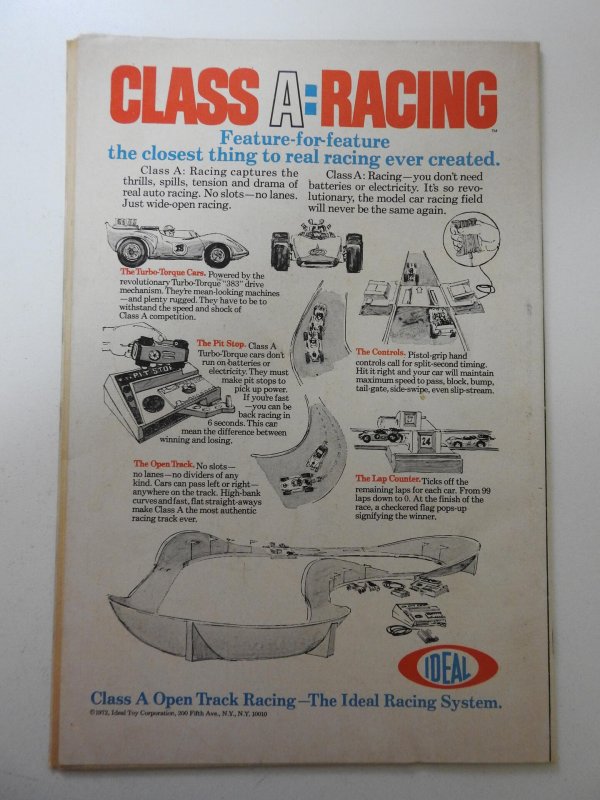 CLASS A: RACING
TM
Feature-for-feature
the closest thing to real racing ever created.
Class A: Racing captures the
thrills, spills, tension and drama of
real auto racing. No slots—no lanes.
Just wide-open racing.
Class A: Racing—you don't need
batteries or electricity. It's so revo-
lutionary, the model car racing field
will never be the same again.
The Turbo-Torque Cars. Powered by the
revolutionary Turbo-Torque "383" drive
mechanism. They're mean-looking machines
—and plenty rugged. They have to be to
withstand the speed and shock of
Class A competition.
The Pit Stop. Class A
Turbo-Torque cars don't
run on batteries or
electricity. They must
make pit stops to
pick up power.
If you're fast
—you can be
back racing in
6 seconds. This car
mean the difference between
winning and losing.
PIT STOP
The Controls. Pistol-grip hand
controls call for split-second timing.
Hit it right and your car will maintain
maximum speed to pass, block, bump,
tail-gate, side-swipe, even slip-stream.
The Open Track. No slots—
no lanes—no dividers of any
kind. Cars can pass left or right—
anywhere on the track. High-bank
curves and fast, flat straight-aways
make Class A the most authentic
racing track ever.
24
The Lap Counter. Ticks off the
remaining laps for each car. From 99
laps down to 0. At the finish of the
race, a checkered flag pops-up
signifying the winner.
IDEAL
Class A Open Track Racing—The Ideal Racing System.
©1972, Ideal Toy Corporation, 200 Fifth Ave., N.Y., N.Y. 10010